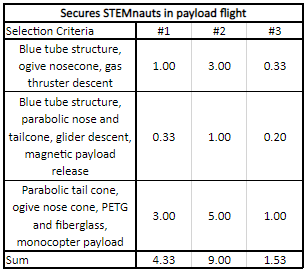 Secures STEMnauts in payload flight
Selection Criteria #1 #2 #3
Blue tube structure,
ogive nosecone, gas
thruster descent
1.00 3.00 0.33
Blue tube structure,
parabolic nose and
tailcone, glider descent,
magnetic payload
release
0.33 1.00 0.20
Parabolic tail cone,
ogive nose cone, PETG
and fiberglass,
monocopter payload
3.00 5.00 1.00
Sum 4.33 9.00 1.53